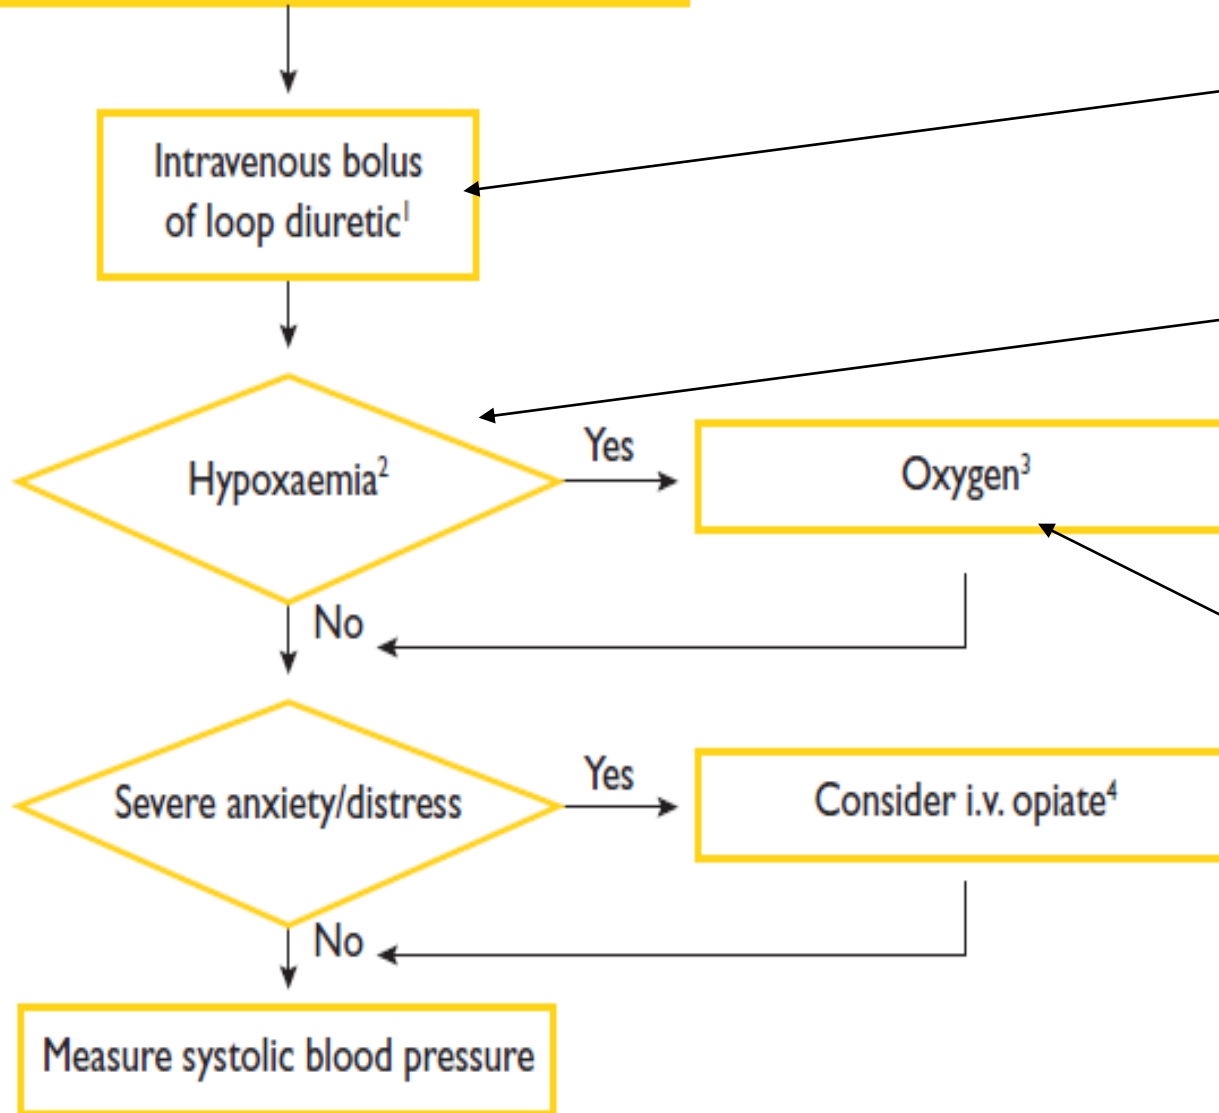 Intravenous bolus
of loop diuretic¹
Hypoxaemia²
Yes
Oxygen³
No
Severe anxiety/distress
Yes
Consider i.v. opiate⁴
No
Measure systolic blood pressure